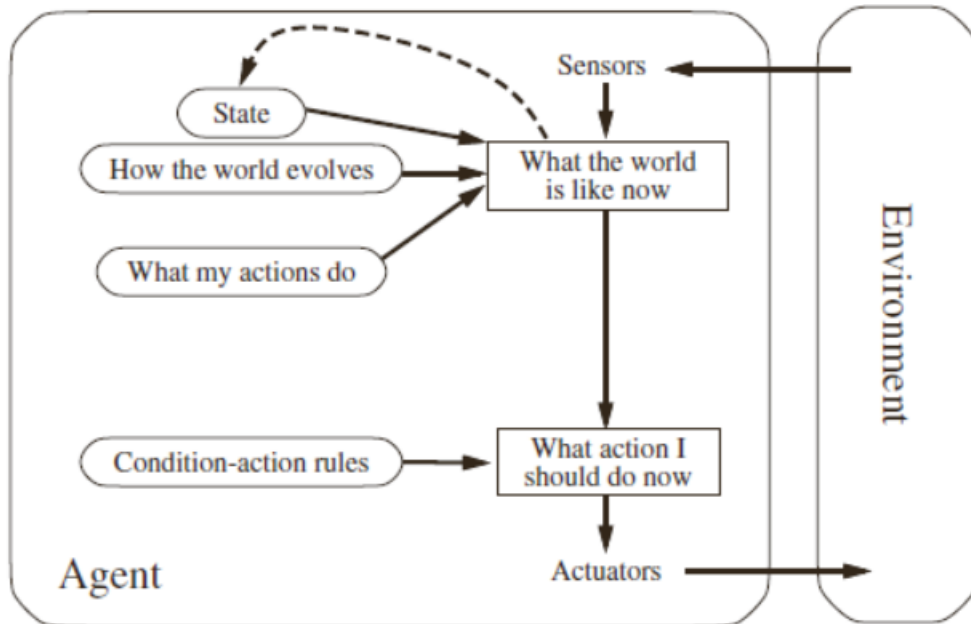 Sensors
State
How the world evolves
What the world
is like now
What my actions do
Environment
Condition-action rules
What action I
should do now
Agent
Actuators